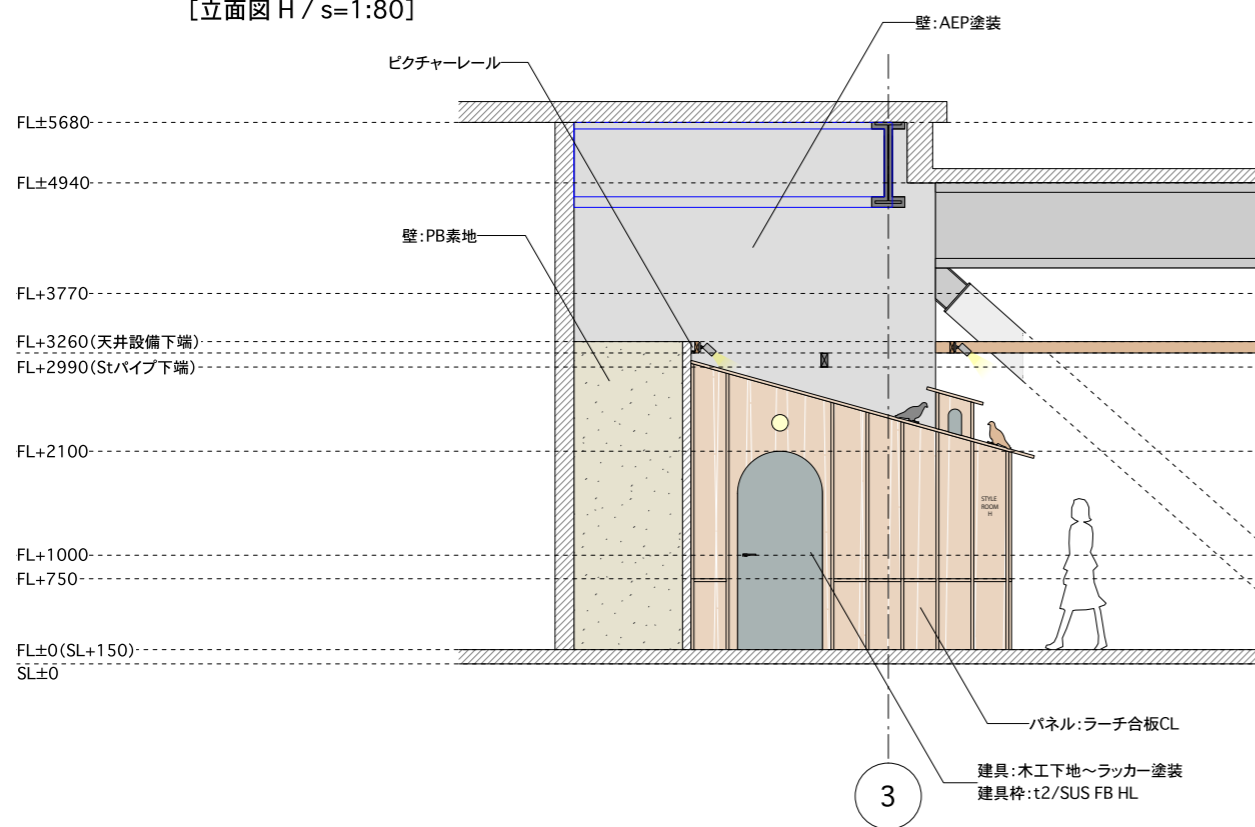 [立面図 H / s=1:80]
壁:AEP塗装
ピクチャーレール
FL±5680
FL±4940
壁:PB素地
FL+3770
FL+3260(天井設備下端)
FL+2990(Stパイプ下端)
FL+2100
STYLE
ROOM
H
FL+1000
FL+750
FL±0(SL+150)
SL±0
パネル:ラーチ合板CL
建具:木工下地～ラッカー塗装
建具枠:t2/SUS FB HL
3